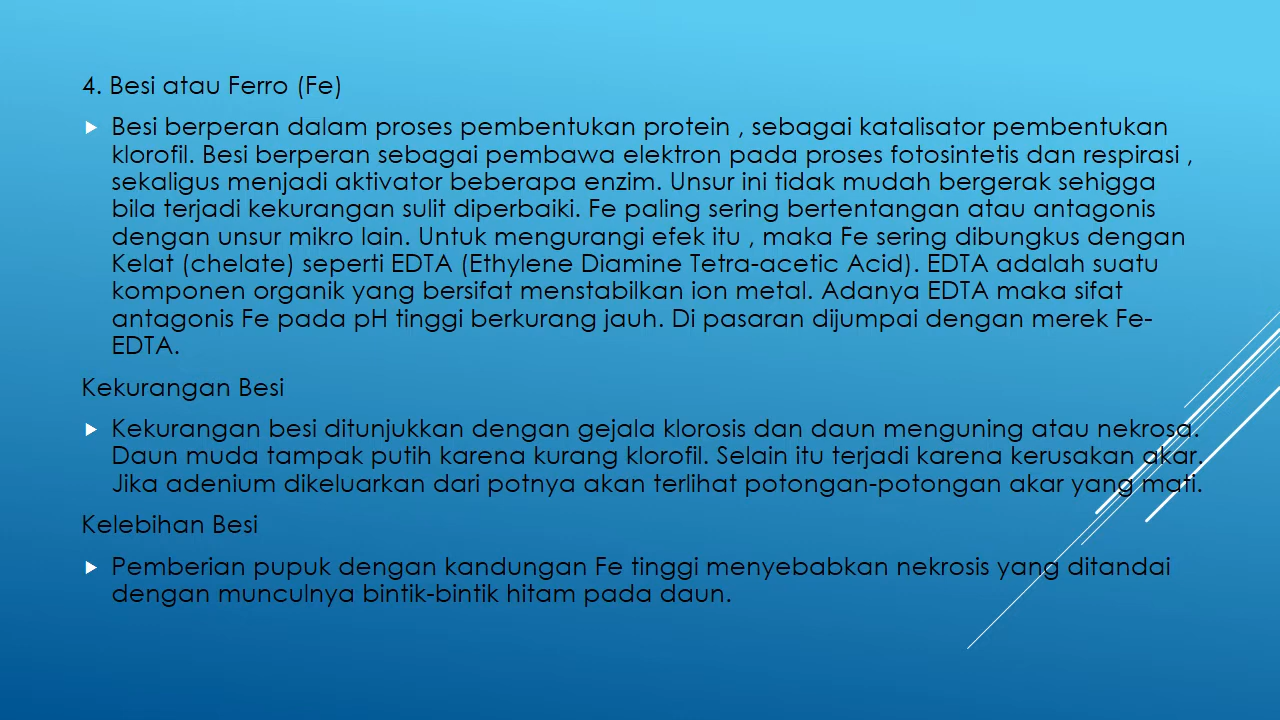 4. Besi atau Ferro (Fe)
Besi berperan dalam proses pembentukan protein , sebagai katalisator pembentukan
klorofil. Besi berperan sebagai pembawa elektron pada proses fotosintetis dan respirasi ,
sekaligus menjadi aktivator beberapa enzim. Unsur ini tidak mudah bergerak sehigga
bila terjadi kekurangan sulit diperbaiki. Fe paling sering bertentangan atau antagonis
dengan unsur mikro lain. Untuk mengurangi efek itu , maka Fe sering dibungkus dengan
Kelat (chelate) seperti EDTA (Ethylene Diamine Tetra-acetic Acid). EDTA adalah suatu
komponen organik yang bersifat menstabilkan ion metal. Adanya EDTA maka sifat
antagonis Fe pada pH tinggi berkurang jauh. Di pasaran dijumpai dengan merek Fe-
EDTA.
Kekurangan Besi
Kekurangan besi ditunjukkan dengan gejala klorosis dan daun menguning atau nekrosa.
Daun muda tampak putih karena kurang klorofil. Selain itu terjadi karena kerusakan akar.
Jika adenium dikeluarkan dari potnya akan terlihat potongan-potongan akar yang mati.
Kelebihan Besi
Pemberian pupuk dengan kandungan Fe tinggi menyebabkan nekrosis yang ditandai
dengan munculnya bintik-bintik hitam pada daun.